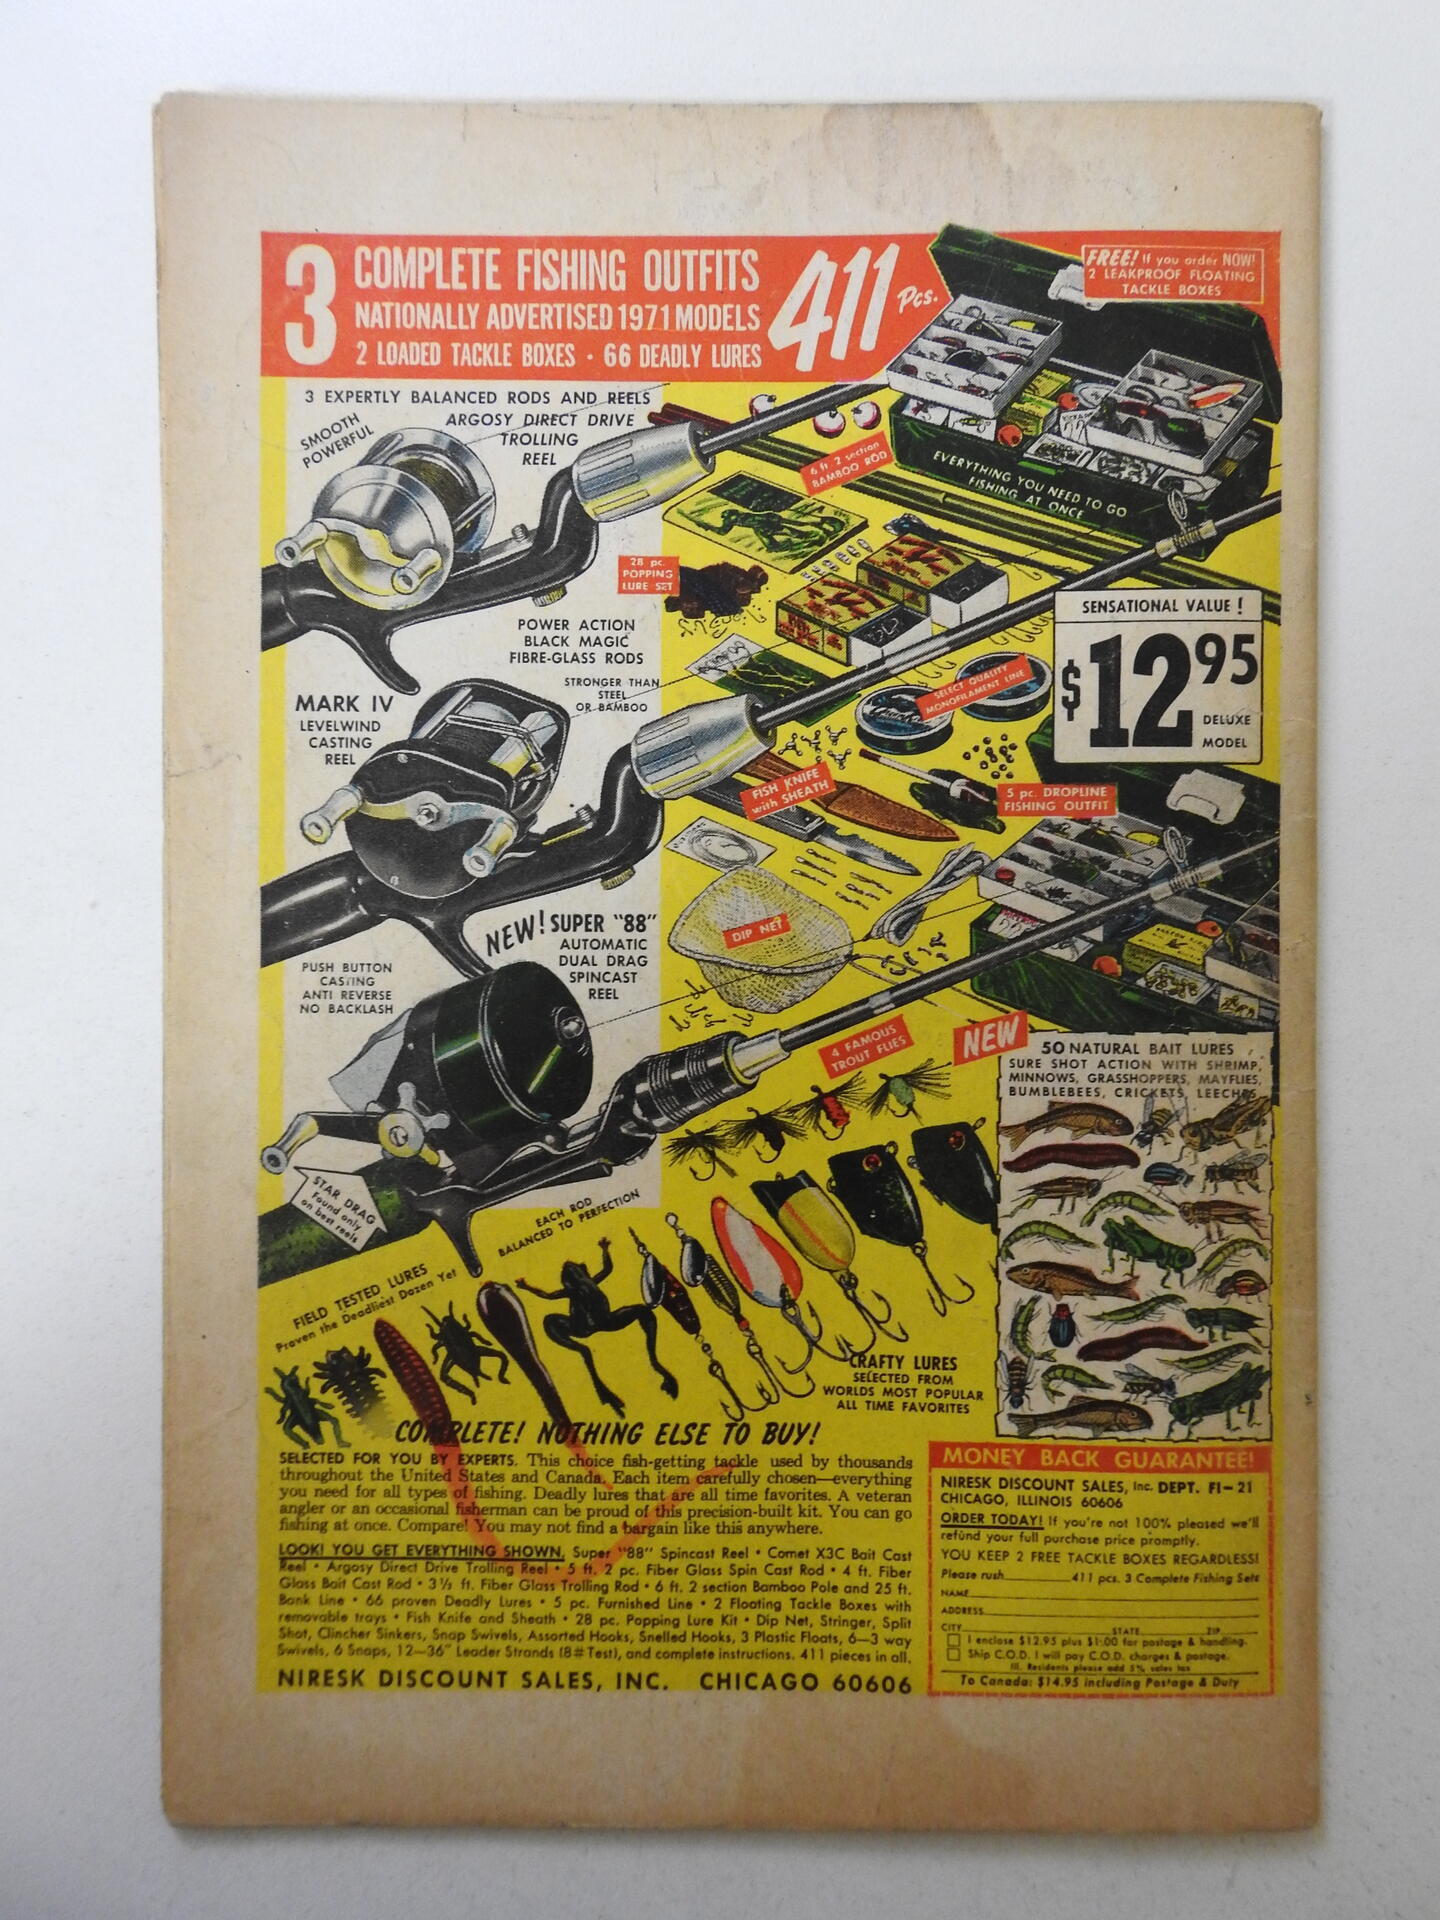 3 COMPLETE FISHING OUTFITS
NATIONALLY ADVERTISED 1971 MODELS
2 LOADED TACKLE BOXES · 66 DEADLY LURES
411 Pcs.
FREE! If you order NOW!
2 LEAKPROOF FLOATING
TACKLE BOXES
3 EXPERTLY BALANCED RODS AND REELS
SMOOTH
POWERFUL
ARGOSY DIRECT DRIVE
TROLLING
REEL
6 ft 2 section
BAMBOO ROD
EVERYTHING YOU NEED TO GO
FISHING AT ONCE
28 pc.
POPPING
LURE SET
SENSATIONAL VALUE!
$12.95
DELUXE
MODEL
POWER ACTION
BLACK MAGIC
FIBRE-GLASS RODS
STRONGER THAN
STEEL
OR BAMBOO
SELECT QUALITY
MONOFILAMENT LINE
MARK IV
LEVELWIND
CASTING
REEL
FISH KNIFE
with SHEATH
5 pc. DROPLINE
FISHING OUTFIT
NEW! SUPER "88"
AUTOMATIC
DUAL DRAG
SPINCAST
REEL
DIP NET
PUSH BUTTON
CASTING
ANTI REVERSE
NO BACKLASH
4 FAMOUS
TROUT FLIES
NEW
50 NATURAL BAIT LURES
SURE SHOT ACTION WITH SHRIMP,
MINNOWS, GRASSHOPPERS, MAYFLIES,
BUMBLEBEES, CRICKETS, LEECHES
STAR DRAG
Found only
on best reels
EACH ROD
BALANCED TO PERFECTION
FIELD TESTED LURES
Proven the Deadliest Dozen Yet
CRAFTY LURES
SELECTED FROM
WORLDS MOST POPULAR
ALL TIME FAVORITES
COMPLETE! NOTHING ELSE TO BUY!
SELECTED FOR YOU BY EXPERTS. This choice fish-getting tackle used by thousands
throughout the United States and Canada. Each item carefully chosen—everything
you need for all types of fishing. Deadly lures that are all time favorites. A veteran
angler or an occasional fisherman can be proud of this precision-built kit. You can go
fishing at once. Compare! You may not find a bargain like this anywhere.
LOOK! YOU GET EVERYTHING SHOWN. Super "88" Spincast Reel • Comet X3C Bait Cast
Reel • Argosy Direct Drive Trolling Reel • 5 ft. 2 pc. Fiber Glass Spin Cast Rod • 4 ft. Fiber
Glass Bait Cast Rod • 3½ ft. Fiber Glass Trolling Rod • 6 ft. 2 section Bamboo Pole and 25 ft.
Bank Line • 66 proven Deadly Lures • 5 pc. Furnished Line • 2 Floating Tackle Boxes with
removable trays • Fish Knife and Sheath • 28 pc. Popping Lure Kit • Dip Net, Stringer, Split
Shot, Clincher Sinkers, Snap Swivels, Assorted Hooks, Snelled Hooks, 3 Plastic Floats, 6—3 way
Swivels, 6 Snaps, 12—36" Leader Strands (8# Test), and complete instructions. 411 pieces in all.
NIRESK DISCOUNT SALES, INC. CHICAGO 60606
MONEY BACK GUARANTEE!
NIRESK DISCOUNT SALES, Inc. DEPT. FI-21
CHICAGO, ILLINOIS 60606
ORDER TODAY! If you're not 100% pleased we'll
refund your full purchase price promptly.
YOU KEEP 2 FREE TACKLE BOXES REGARDLESS!
Please rush 411 pcs. 3 Complete Fishing Sets
NAME
ADDRESS
CITY STATE ZIP
I enclose $12.95 plus $1.00 for postage & handling.
Ship C.O.D. I will pay C.O.D. charges & postage.
Ill. Residents please add 5% sales tax
To Canada: $14.95 including Postage & Duty